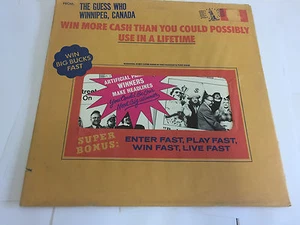 THE GUESS WHO
WINNIPEG, CANADA
WIN MORE CASH THAN YOU COULD POSSIBLY
USE IN A LIFETIME
WIN
BIG BUCKS
FAST
ARTIFICIAL
WINNERS
MAKE HEADLINES
On
SUPER
BONUS:
ENTER FAST, PLAY FAST,
WIN FAST, LIVE FAST